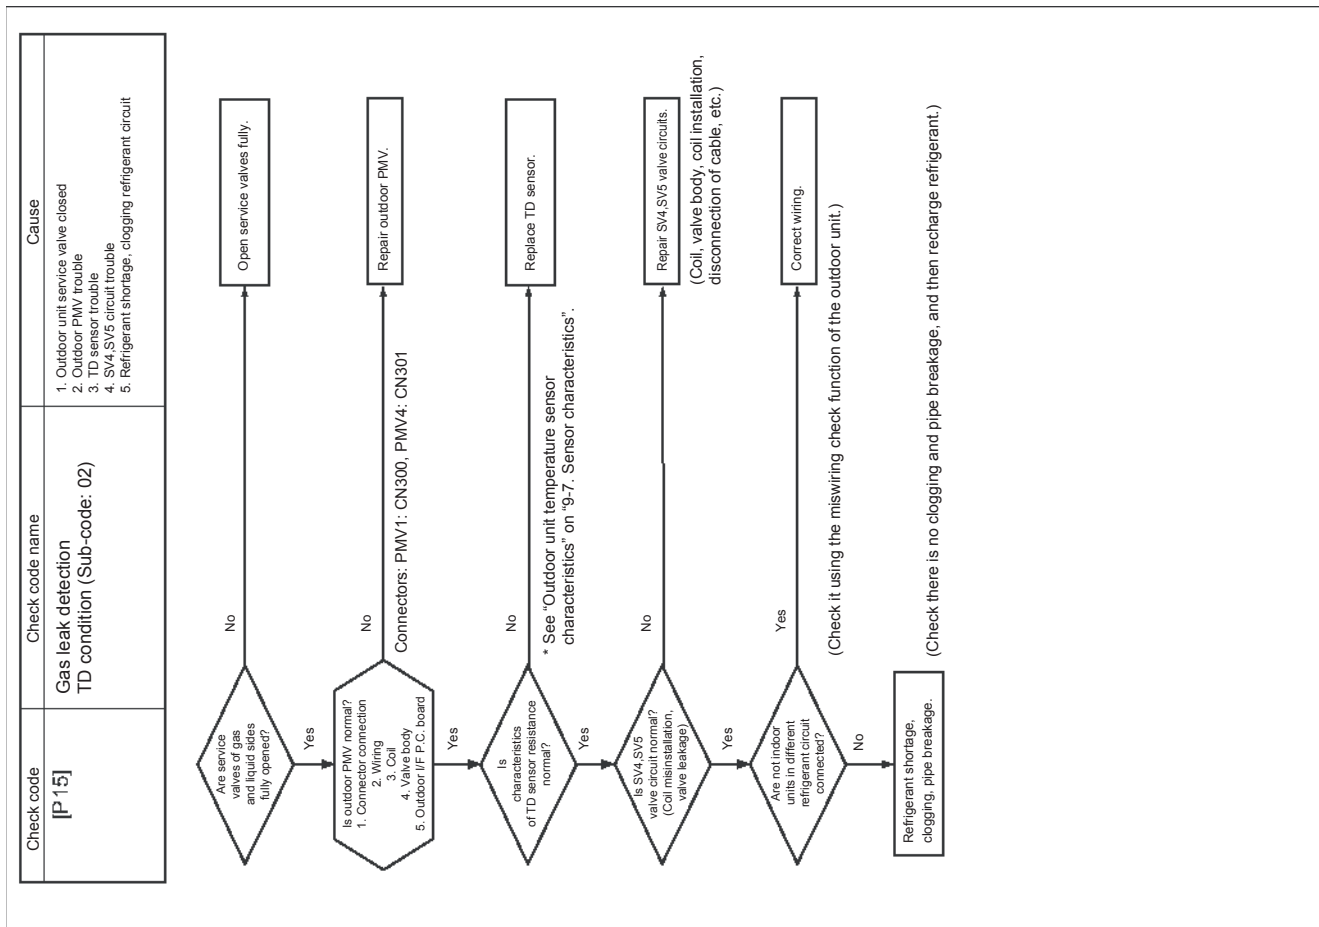 Check code
Check code name
Cause
[P15]
Gas leak detection
TD condition (Sub-code: 02)
1. Outdoor unit service valve closed
2. Outdoor PMV trouble
3. TD sensor trouble
4. SV4,SV5 circuit trouble
5. Refrigerant shortage, clogging refrigerant circuit
Are service
valves of gas
and liquid sides
fully opened?
No
Open service valves fully.
Yes
Is outdoor PMV normal?
1. Connector connection
2. Wiring
3. Coil
4. Valve body
5. Outdoor I/F P.C. board
No
Repair outdoor PMV.
Connectors: PMV1: CN300, PMV4: CN301
Yes
Is
characteristics
of TD sensor resistance
normal?
No
Replace TD sensor.
* See “Outdoor unit temperature sensor
characteristics” on “9-7. Sensor characteristics”.
Yes
Is SV4,SV5
valve circuit normal?
(Coil misinstallation,
valve leakage)
No
Repair SV4,SV5 valve circuits.
(Coil, valve body, coil installation,
disconnection of cable, etc.)
Yes
Are not indoor
units in different
refrigerant circuit
connected?
Yes
Correct wiring.
(Check it using the miswiring check function of the outdoor unit.)
No
Refrigerant shortage,
clogging, pipe breakage.
(Check there is no clogging and pipe breakage, and then recharge refrigerant.)